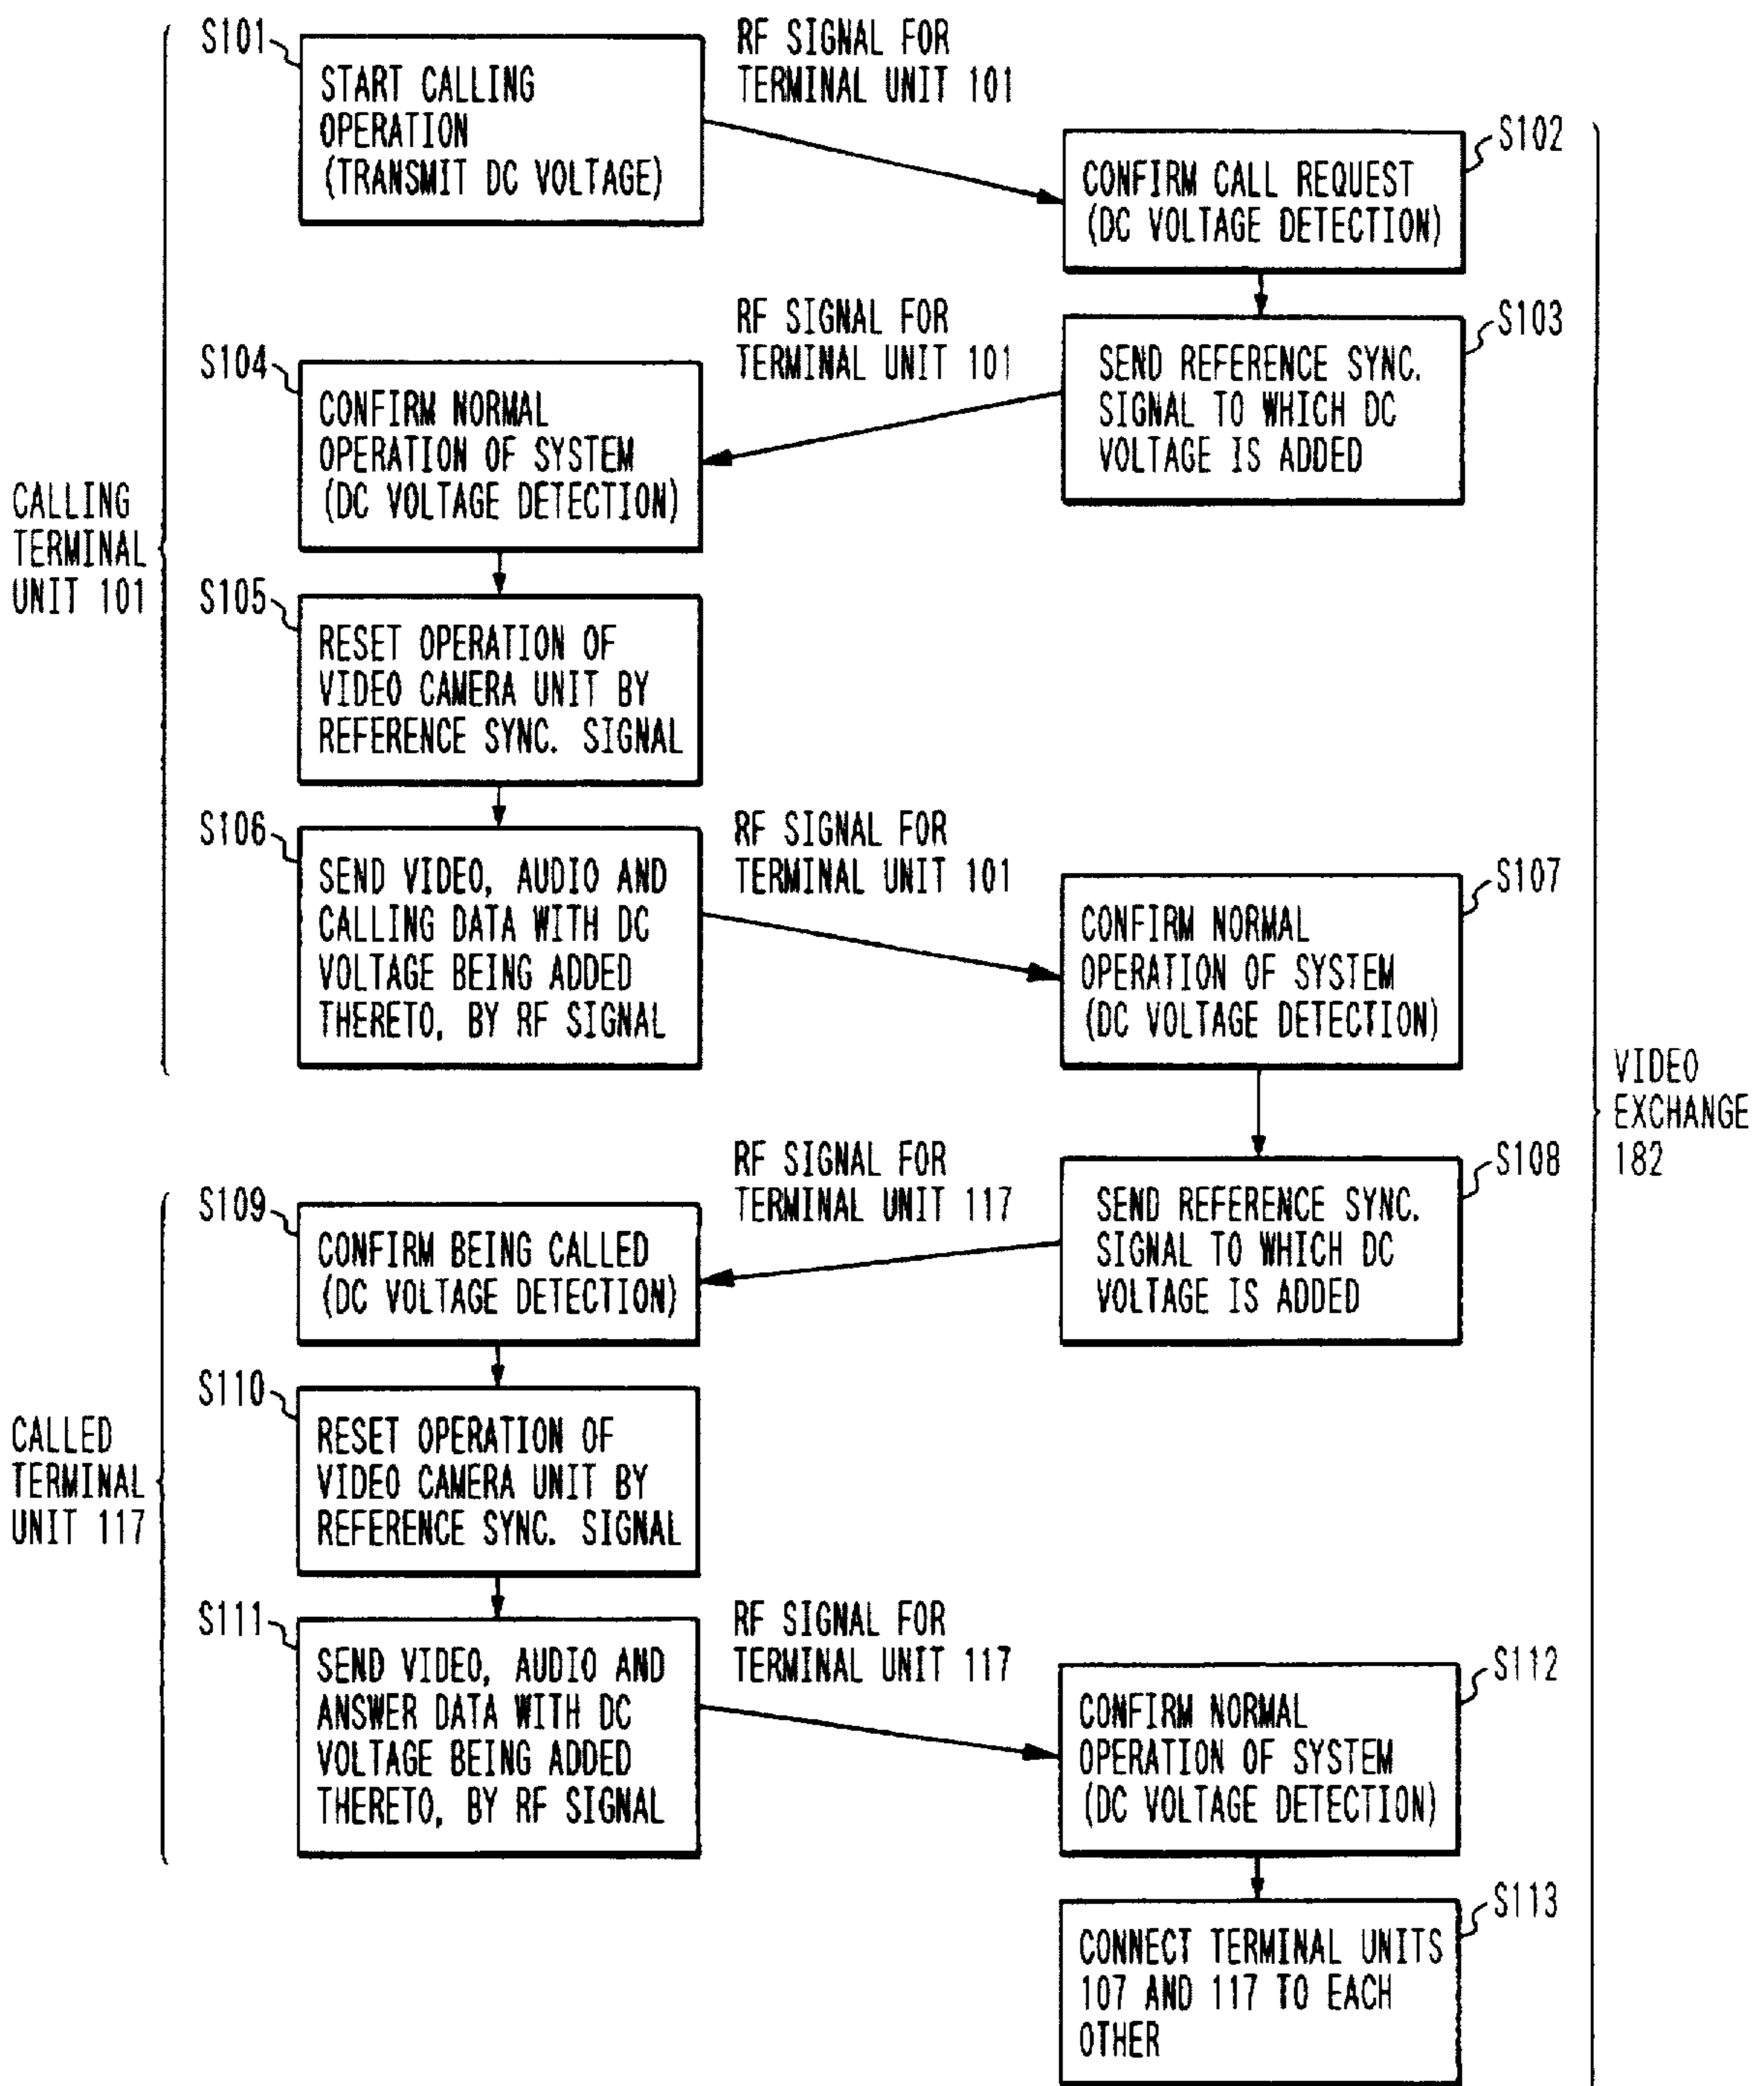 S101
START CALLING
OPERATION
(TRANSMIT DC VOLTAGE)
RF SIGNAL FOR
TERMINAL UNIT 101
S102
CONFIRM CALL REQUEST
(DC VOLTAGE DETECTION)
S103
SEND REFERENCE SYNC.
SIGNAL TO WHICH DC
VOLTAGE IS ADDED
RF SIGNAL FOR
TERMINAL UNIT 101
S104
CONFIRM NORMAL
OPERATION OF SYSTEM
(DC VOLTAGE DETECTION)
CALLING
TERMINAL
UNIT 101
S105
RESET OPERATION OF
VIDEO CAMERA UNIT BY
REFERENCE SYNC. SIGNAL
S106
SEND VIDEO, AUDIO AND
CALLING DATA WITH DC
VOLTAGE BEING ADDED
THERETO, BY RF SIGNAL
RF SIGNAL FOR
TERMINAL UNIT 101
S107
CONFIRM NORMAL
OPERATION OF SYSTEM
(DC VOLTAGE DETECTION)
VIDEO
EXCHANGE
182
S108
SEND REFERENCE SYNC.
SIGNAL TO WHICH DC
VOLTAGE IS ADDED
RF SIGNAL FOR
TERMINAL UNIT 117
S109
CONFIRM BEING CALLED
(DC VOLTAGE DETECTION)
S110
RESET OPERATION OF
VIDEO CAMERA UNIT BY
REFERENCE SYNC. SIGNAL
CALLED
TERMINAL
UNIT 117
S111
SEND VIDEO, AUDIO AND
ANSWER DATA WITH DC
VOLTAGE BEING ADDED
THERETO, BY RF SIGNAL
RF SIGNAL FOR
TERMINAL UNIT 117
S112
CONFIRM NORMAL
OPERATION OF SYSTEM
(DC VOLTAGE DETECTION)
S113
CONNECT TERMINAL UNITS
107 AND 117 TO EACH
OTHER